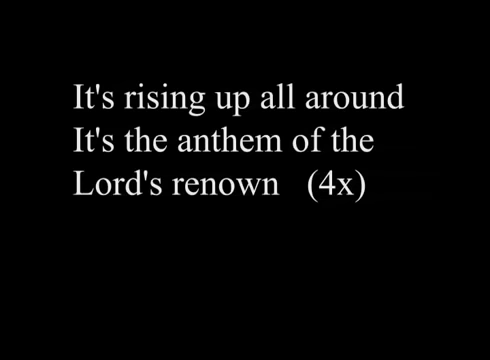 It's rising up all around
It's the anthem of the
Lord's renown (4x)